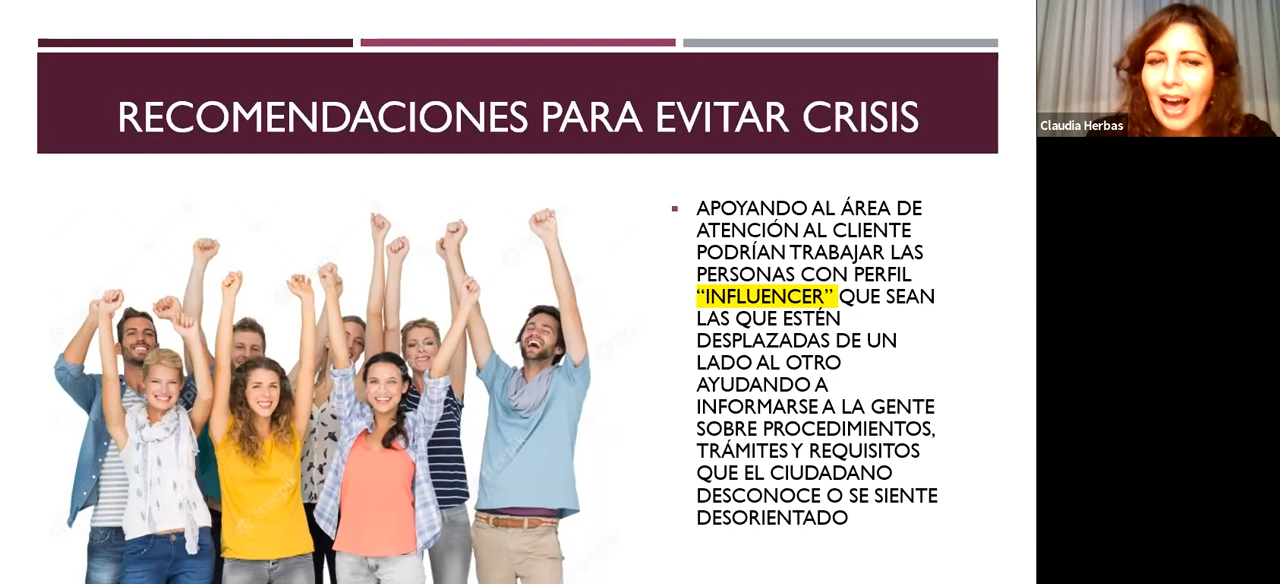 RECOMENDACIONES PARA EVITAR CRISIS
APOYANDO AL ÁREA DE
ATENCIÓN AL CLIENTE
PODRÍAN TRABAJAR LAS
PERSONAS CON PERFIL
“INFLUENCER” QUE SEAN
LAS QUE ESTÉN
DESPLAZADAS DE UN
LADO AL OTRO
AYUDANDO A
INFORMARSE A LA GENTE
SOBRE PROCEDIMIENTOS,
TRÁMITES Y REQUISITOS
QUE EL CIUDADANO
DESCONOCE O SE SIENTE
DESORIENTADO
Claudia Herbas